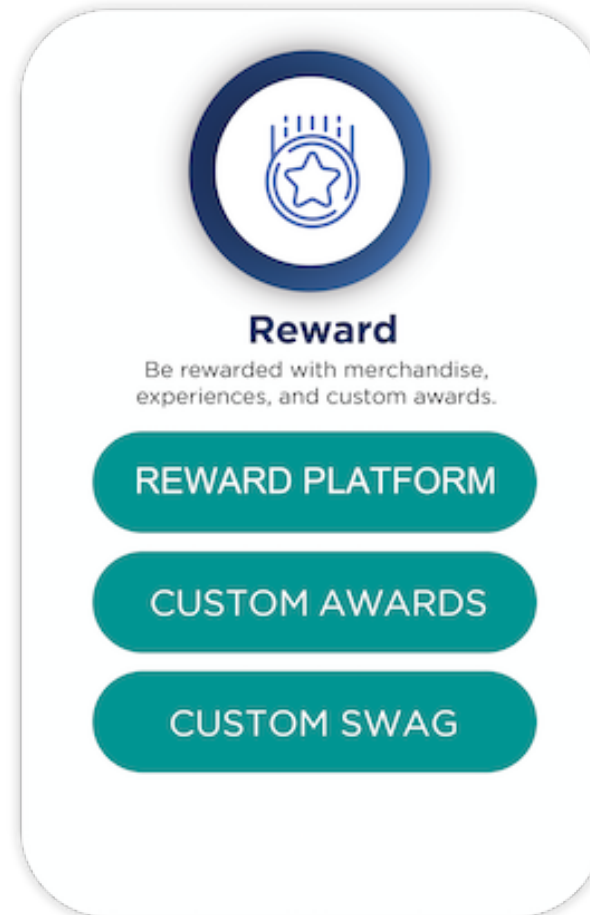 Reward
Be rewarded with merchandise,
experiences, and custom awards.
REWARD PLATFORM
CUSTOM AWARDS
CUSTOM SWAG